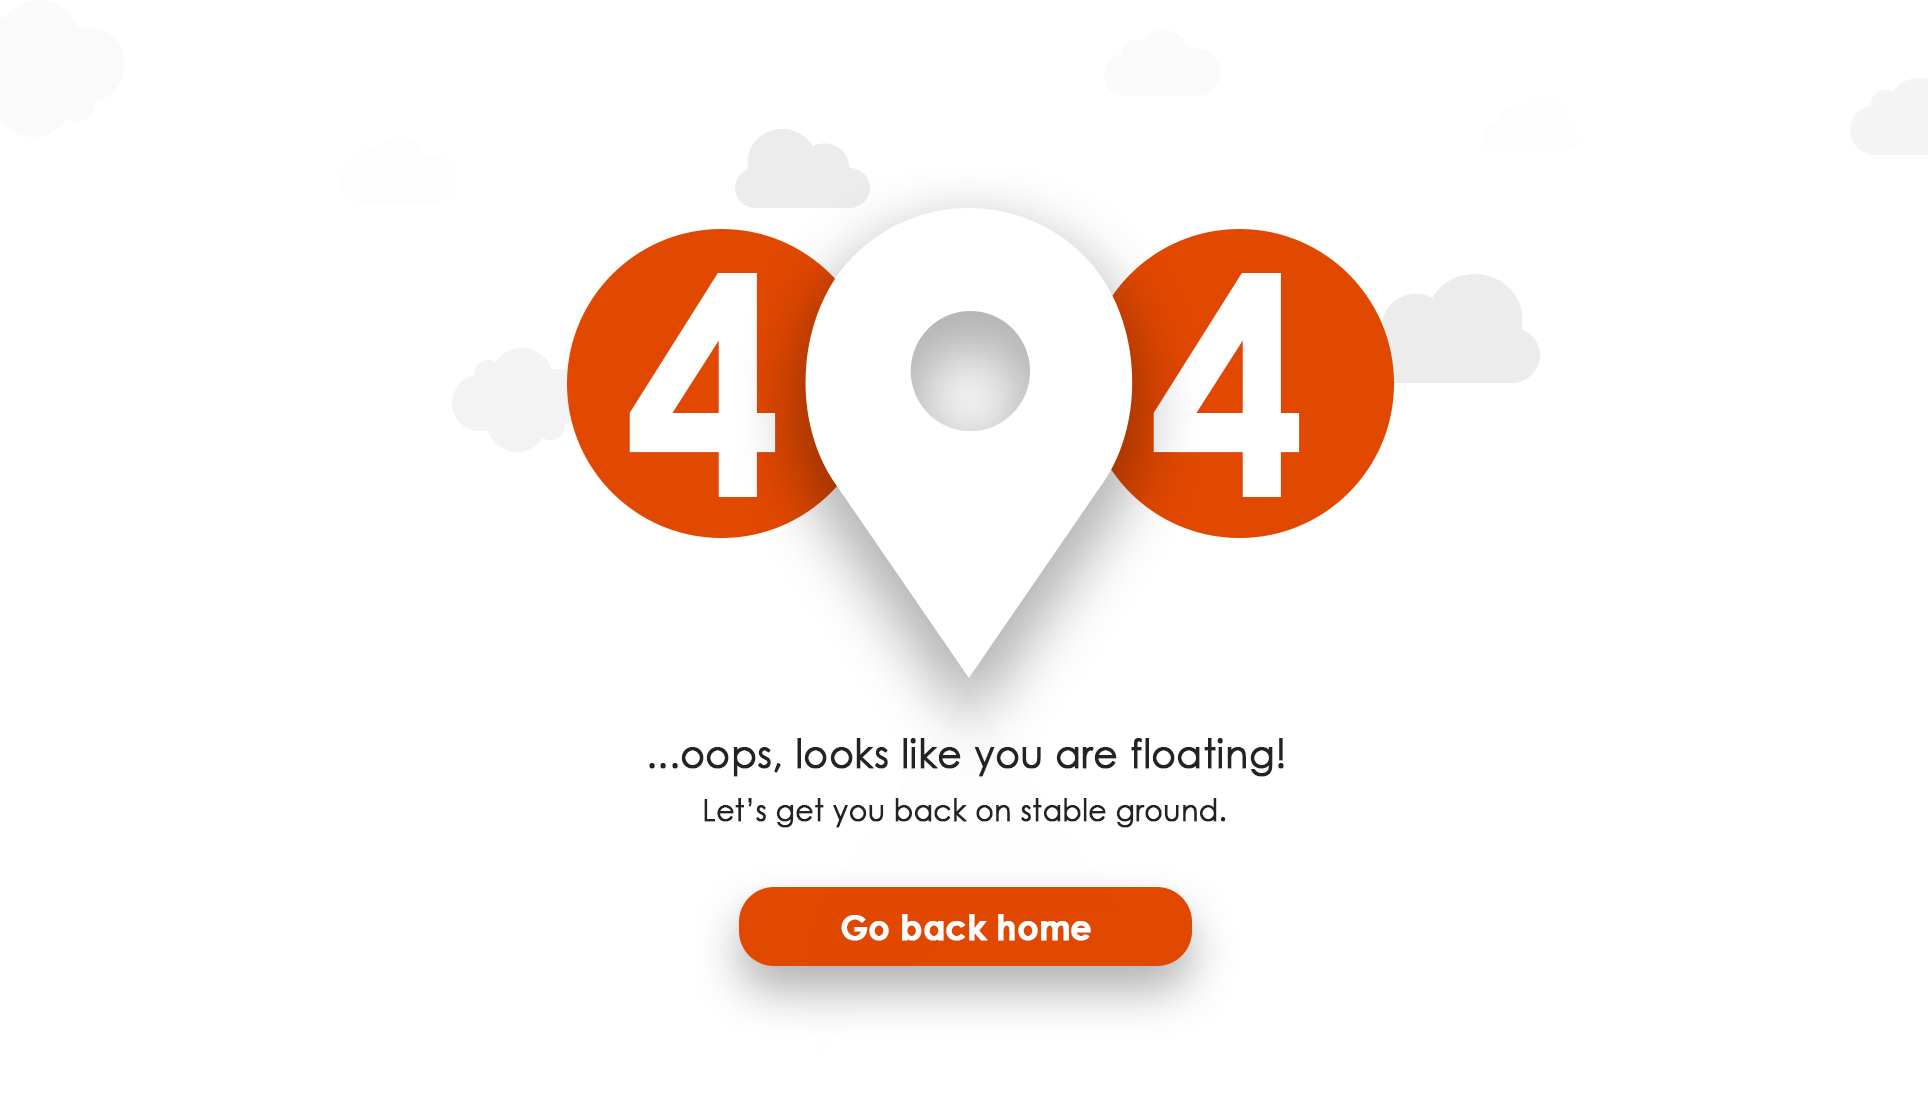 4 4
...oops, looks like you are floating!
Let’s get you back on stable ground.
Go back home